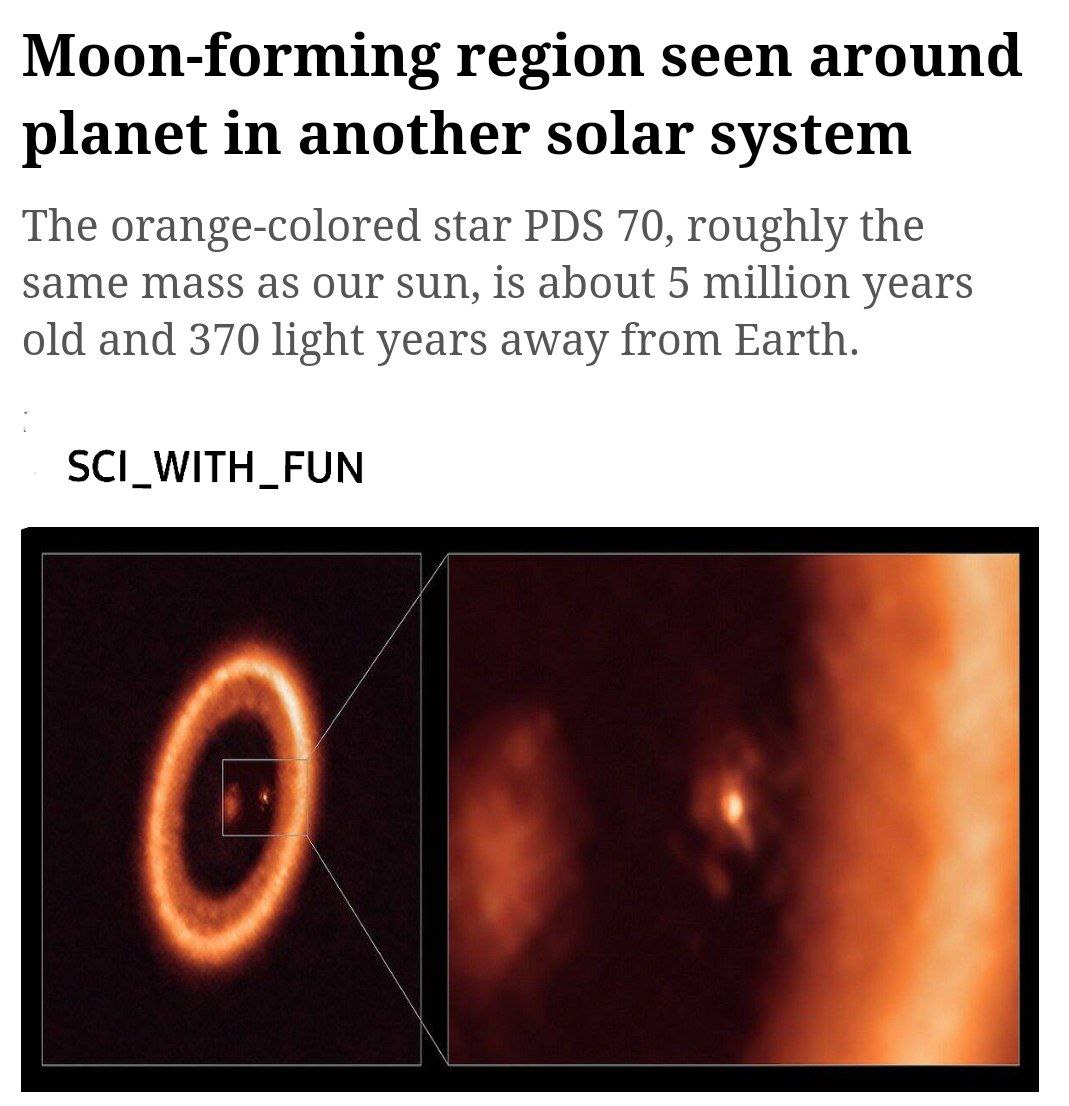 Moon-forming region seen around
planet in another solar system
The orange-colored star PDS 70, roughly the
same mass as our sun, is about 5 million years
old and 370 light years away from Earth.
SCI_WITH_FUN